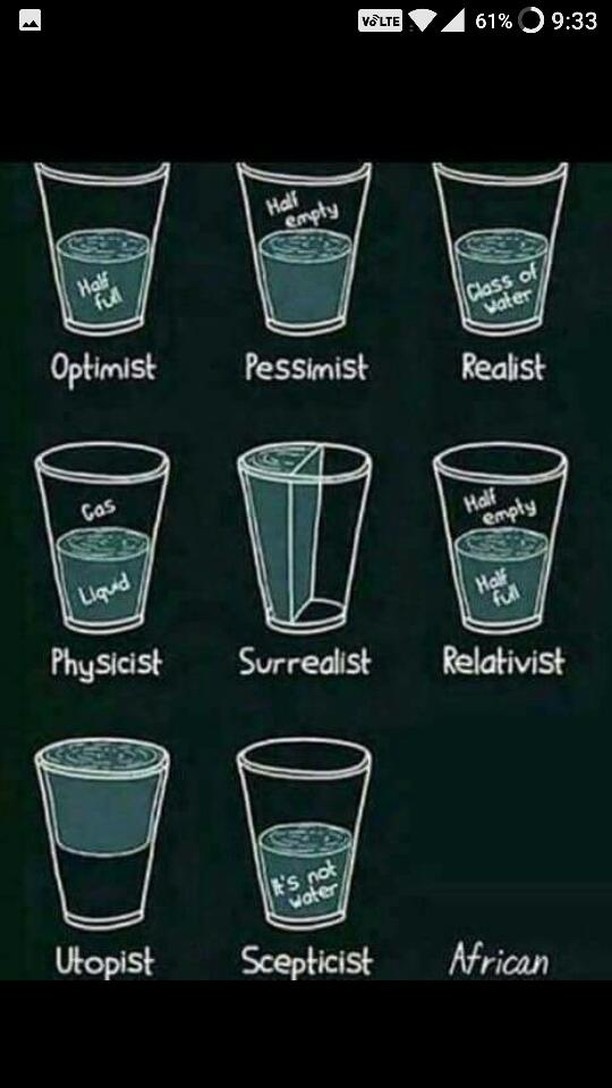 VoLTE 61% 9:33
Half
full
Half
empty
Glass of
water
Optimist Pessimist Realist
Gas
Liquid
Half
empty
Half
full
Physicist Surrealist Relativist
It's not
water
Utopist Scepticist African